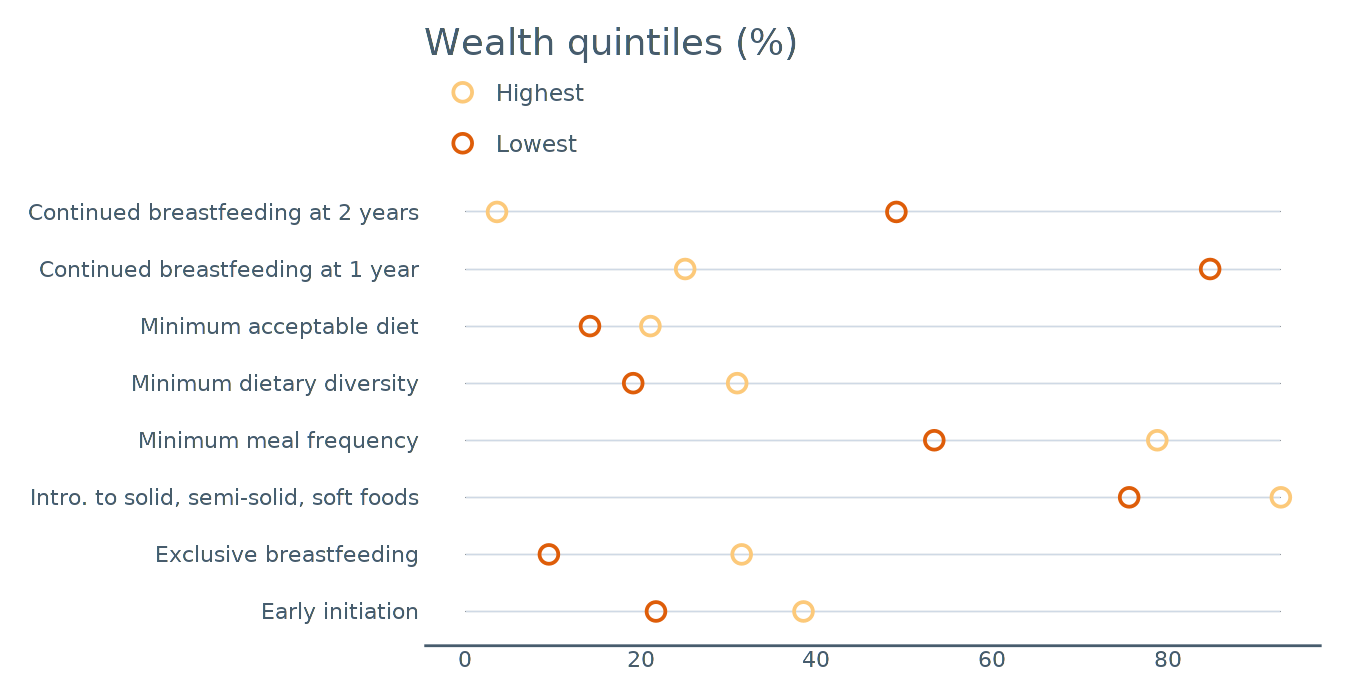 Wealth quintiles (%)
Highest
Lowest
Continued breastfeeding at 2 years
Continued breastfeeding at 1 year
Minimum acceptable diet
Minimum dietary diversity
Minimum meal frequency
Intro. to solid, semi-solid, soft foods
Exclusive breastfeeding
Early initiation
0 20 40 60 80